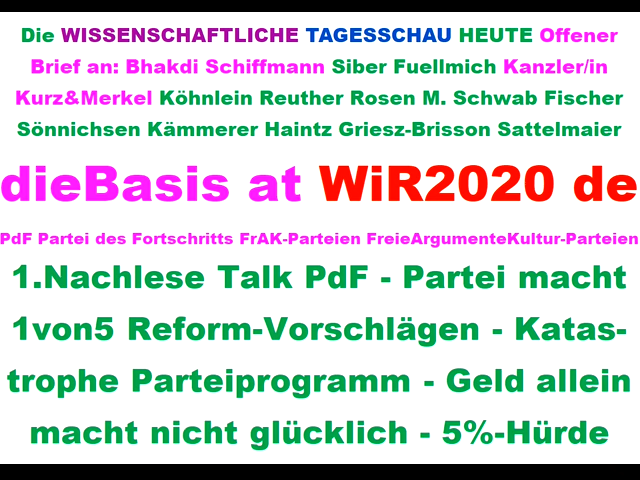 Die WISSENSCHAFTLICHE TAGESSCHAU HEUTE Offener
Brief an: Bhakdi Schiffmann Siber Fuellmich Kanzler/in
Kurz&Merkel Köhnlein Reuther Rosen M. Schwab Fischer
Sönnichsen Kämmerer Haintz Griesz-Brisson Sattelmaier
dieBasis at WiR2020 de
PdF Partei des Fortschritts FrAK-Parteien FreieArgumenteKultur-Parteien
1.Nachlese Talk PdF - Partei macht
1von5 Reform-Vorschlägen - Katas-
trophe Parteiprogramm - Geld allein
macht nicht glücklich - 5%-Hürde